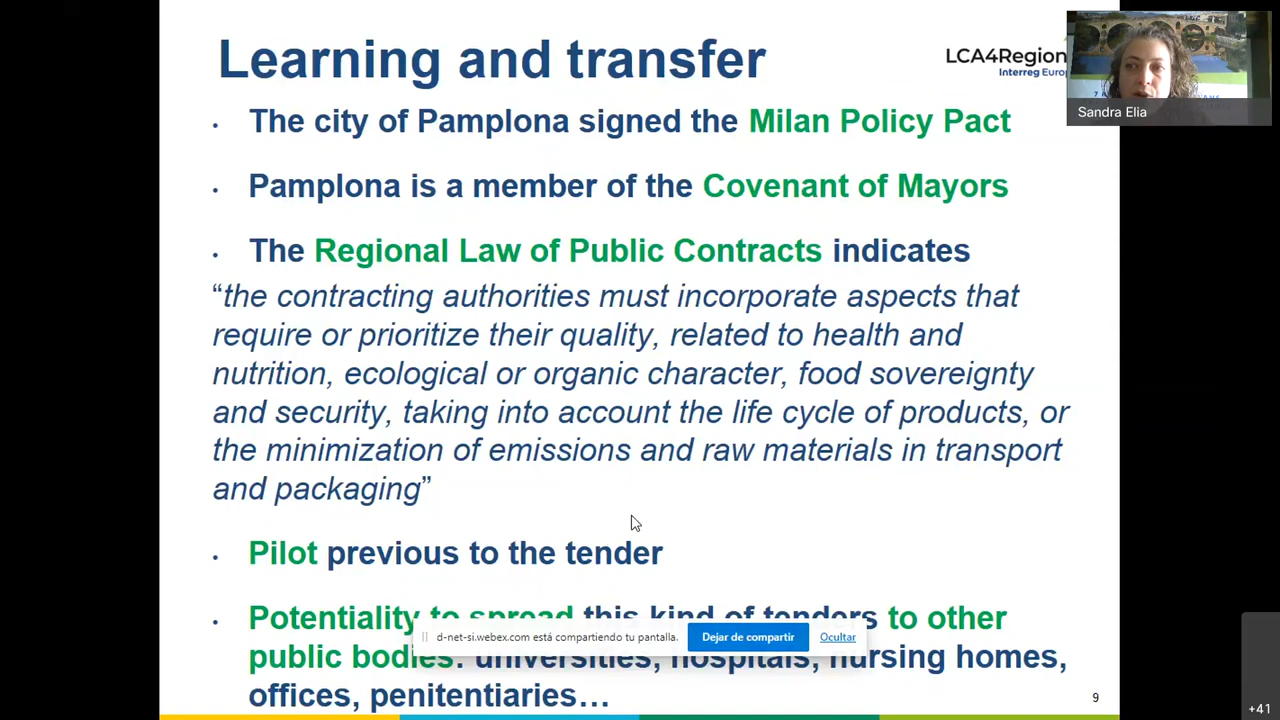 Learning and transfer
LCA4Region
Interreg Europ
Sandra Elia
• The city of Pamplona signed the Milan Policy Pact
• Pamplona is a member of the Covenant of Mayors
• The Regional Law of Public Contracts indicates
“the contracting authorities must incorporate aspects that
require or prioritize their quality, related to health and
nutrition, ecological or organic character, food sovereignty
and security, taking into account the life cycle of products, or
the minimization of emissions and raw materials in transport
and packaging”
• Pilot previous to the tender
• Potentiality to spread this kind of tenders to other
d-net-si.webex.com está compartiendo tu pantalla. Dejar de compartir Ocultar
public bodies: universities, hospitals, nursing homes,
offices, penitentiaries…
9
+41